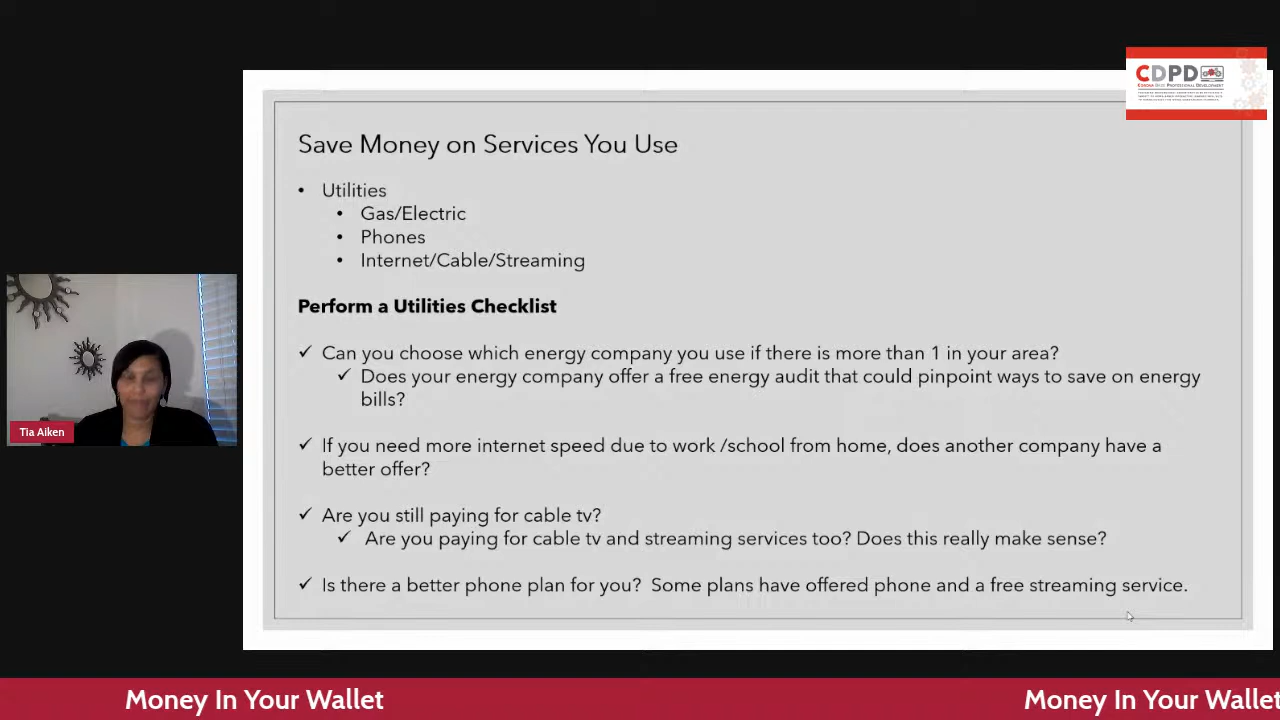 CDPD
Save Money on Services You Use
• Utilities
• Gas/Electric
• Phones
• Internet/Cable/Streaming
Perform a Utilities Checklist
✓ Can you choose which energy company you use if there is more than 1 in your area?
✓ Does your energy company offer a free energy audit that could pinpoint ways to save on energy
bills?
✓ If you need more internet speed due to work /school from home, does another company have a
better offer?
✓ Are you still paying for cable tv?
✓ Are you paying for cable tv and streaming services too? Does this really make sense?
✓ Is there a better phone plan for you? Some plans have offered phone and a free streaming service.
Tia Aiken
Money In Your Wallet
Money In Your Wallet